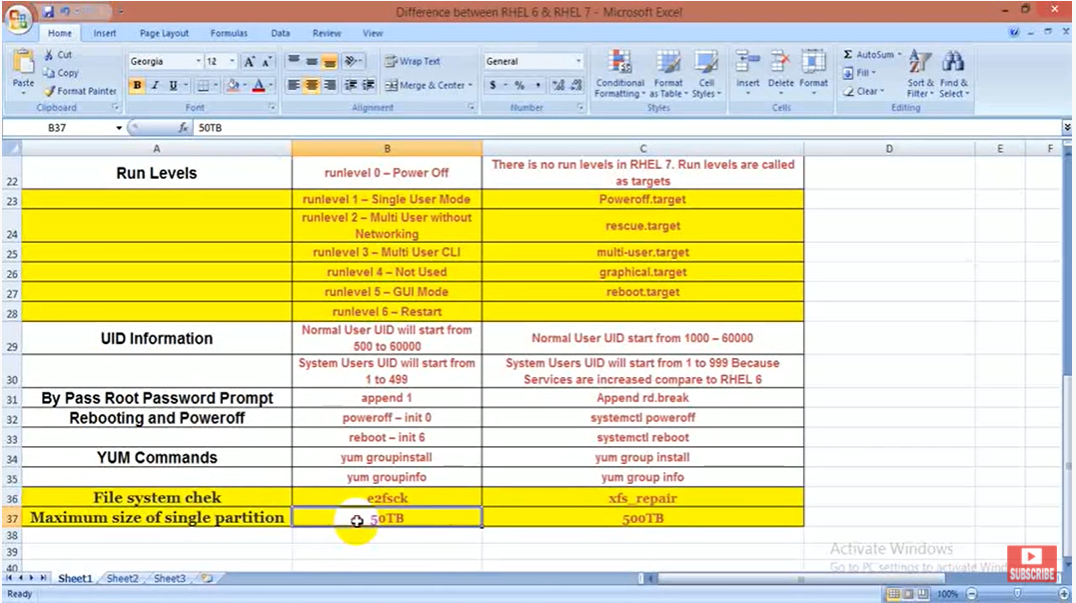 Difference between RHEL 6 & RHEL 7 - Microsoft Excel
Home Insert Page Layout Formulas Data Review View
Paste
Cut
Copy
Format Painter
Clipboard
Georgia 12
B I U
Font
Wrap Text
Merge & Center
Alignment
General
$ % ,
Number
Conditional Formatting
Format as Table
Cell Styles
Styles
Insert Delete Format
Cells
AutoSum
Fill
Clear
Sort & Filter
Find & Select
Editing
B37 fx 50TB
A B C D E F
22 Run Levels runlevel 0 – Power Off There is no run levels in RHEL 7. Run levels are called
as targets
23 runlevel 1 – Single User Mode Poweroff.target
24 runlevel 2 – Multi User without
Networking rescue.target
25 runlevel 3 – Multi User CLI multi-user.target
26 runlevel 4 – Not Used graphical.target
27 runlevel 5 – GUI Mode reboot.target
28 runlevel 6 – Restart
29 UID Information Normal User UID will start from
500 to 60000 Normal User UID start from 1000 – 60000
30 System Users UID will start from
1 to 499 System Users UID will start from 1 to 999 Because
Services are increased compare to RHEL 6
31 By Pass Root Password Prompt append 1 Append rd.break
32 Rebooting and Poweroff poweroff – init 0 systemctl poweroff
33 reboot – init 6 systemctl reboot
34 YUM Commands yum groupinstall yum group install
35 yum groupinfo yum group info
36 File system chek e2fsck xfs_repair
37 Maximum size of single partition 50TB 500TB
38
39
40
Activate Windows
Go to PC settings to activate Wind
SUBSCRIBE
Sheet1 Sheet2 Sheet3
Ready 100%